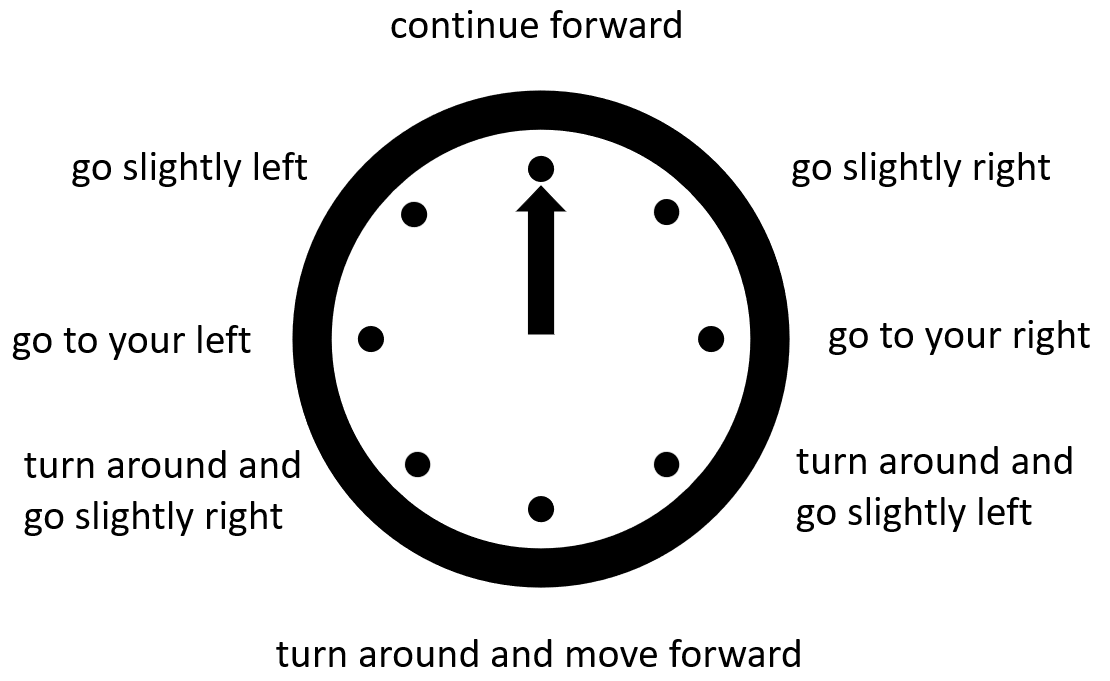 continue forward
go slightly left
go slightly right
go to your left
go to your right
turn around and
go slightly right
turn around and
go slightly left
turn around and move forward